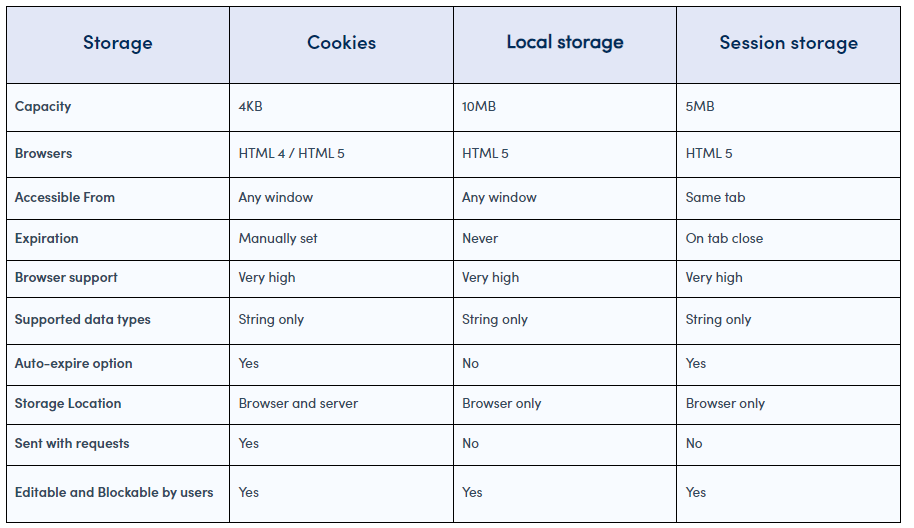 Storage Cookies Local storage Session storage
Capacity 4KB 10MB 5MB
Browsers HTML 4 / HTML 5 HTML 5 HTML 5
Accessible From Any window Any window Same tab
Expiration Manually set Never On tab close
Browser support Very high Very high Very high
Supported data types String only String only String only
Auto-expire option Yes No Yes
Storage Location Browser and server Browser only Browser only
Sent with requests Yes No No
Editable and Blockable by users Yes Yes Yes